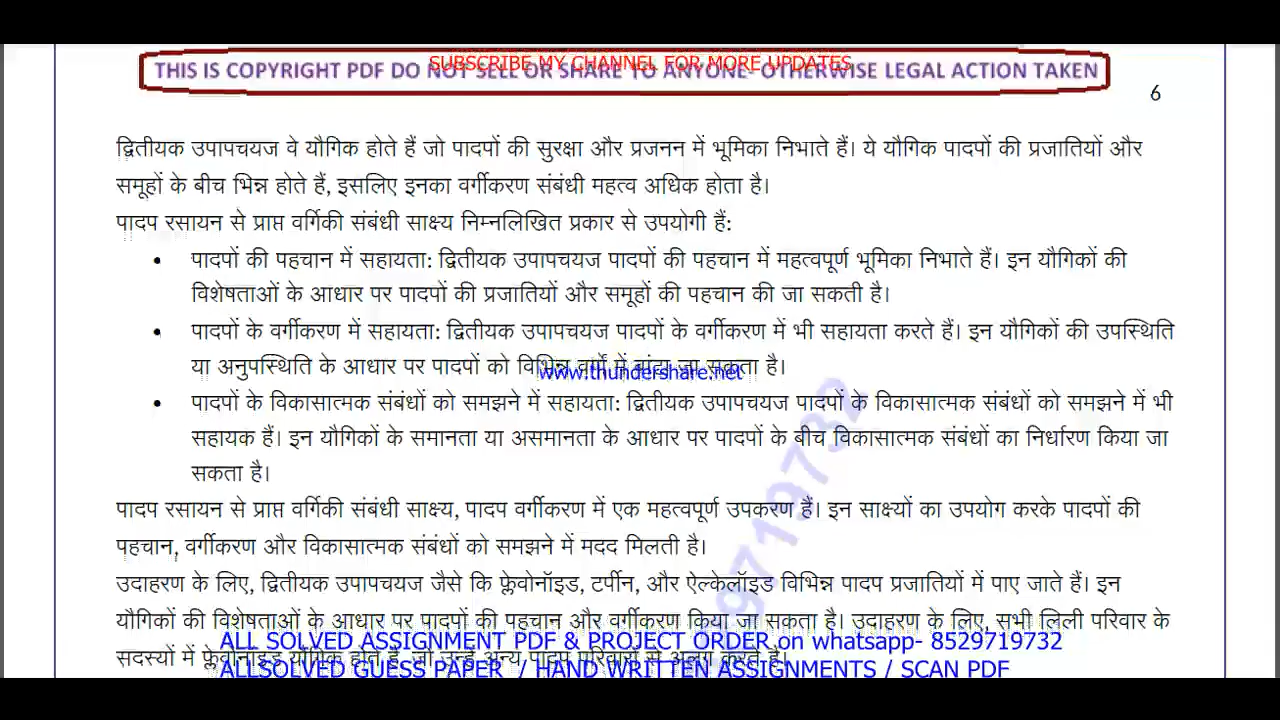 SUBSCRIBE MY CHANNEL FOR MORE UPDATES.
THIS IS COPYRIGHT PDF DO NOT SELL OR SHARE TO ANYONE- OTHERWISE LEGAL ACTION TAKEN
6
द्वितीयक उपापचयज वे यौगिक होते हैं जो पादपों की सुरक्षा और प्रजनन में भूमिका निभाते हैं। ये यौगिक पादपों की प्रजातियों और
समूहों के बीच भिन्न होते हैं, इसलिए इनका वर्गीकरण संबंधी महत्व अधिक होता है।
पादप रसायन से प्राप्त वर्गिकी संबंधी साक्ष्य निम्नलिखित प्रकार से उपयोगी हैं:
• पादपों की पहचान में सहायता: द्वितीयक उपापचयज पादपों की पहचान में महत्वपूर्ण भूमिका निभाते हैं। इन यौगिकों की
विशेषताओं के आधार पर पादपों की प्रजातियों और समूहों की पहचान की जा सकती है।
• पादपों के वर्गीकरण में सहायता: द्वितीयक उपापचयज पादपों के वर्गीकरण में भी सहायता करते हैं। इन यौगिकों की उपस्थिति
या अनुपस्थिति के आधार पर पादपों को विभिन्न वर्गों में बांटा जा सकता है।
www.thundershare.net
• पादपों के विकासात्मक संबंधों को समझने में सहायता: द्वितीयक उपापचयज पादपों के विकासात्मक संबंधों को समझने में भी
सहायक हैं। इन यौगिकों के समानता या असमानता के आधार पर पादपों के बीच विकासात्मक संबंधों का निर्धारण किया जा
सकता है।
पादप रसायन से प्राप्त वर्गिकी संबंधी साक्ष्य, पादप वर्गीकरण में एक महत्वपूर्ण उपकरण हैं। इन साक्ष्यों का उपयोग करके पादपों की
पहचान, वर्गीकरण और विकासात्मक संबंधों को समझने में मदद मिलती है।
उदाहरण के लिए, द्वितीयक उपापचयज जैसे कि फ़्लेवोनॉइड, टर्पीन, और ऐल्केलॉइड विभिन्न पादप प्रजातियों में पाए जाते हैं। इन
यौगिकों की विशेषताओं के आधार पर पादपों की पहचान और वर्गीकरण किया जा सकता है। उदाहरण के लिए, सभी लिली परिवार के
ALL SOLVED ASSIGNMENT PDF & PROJECT ORDER on whatsapp- 8529719732
सदस्यों में फ़्लेवोनॉइड यौगिक होते हैं, जो उन्हें अन्य पादप परिवारों से अलग करते हैं।
ALLSOLVED GUESS PAPER / HAND WRITTEN ASSIGNMENTS / SCAN PDF
9719732